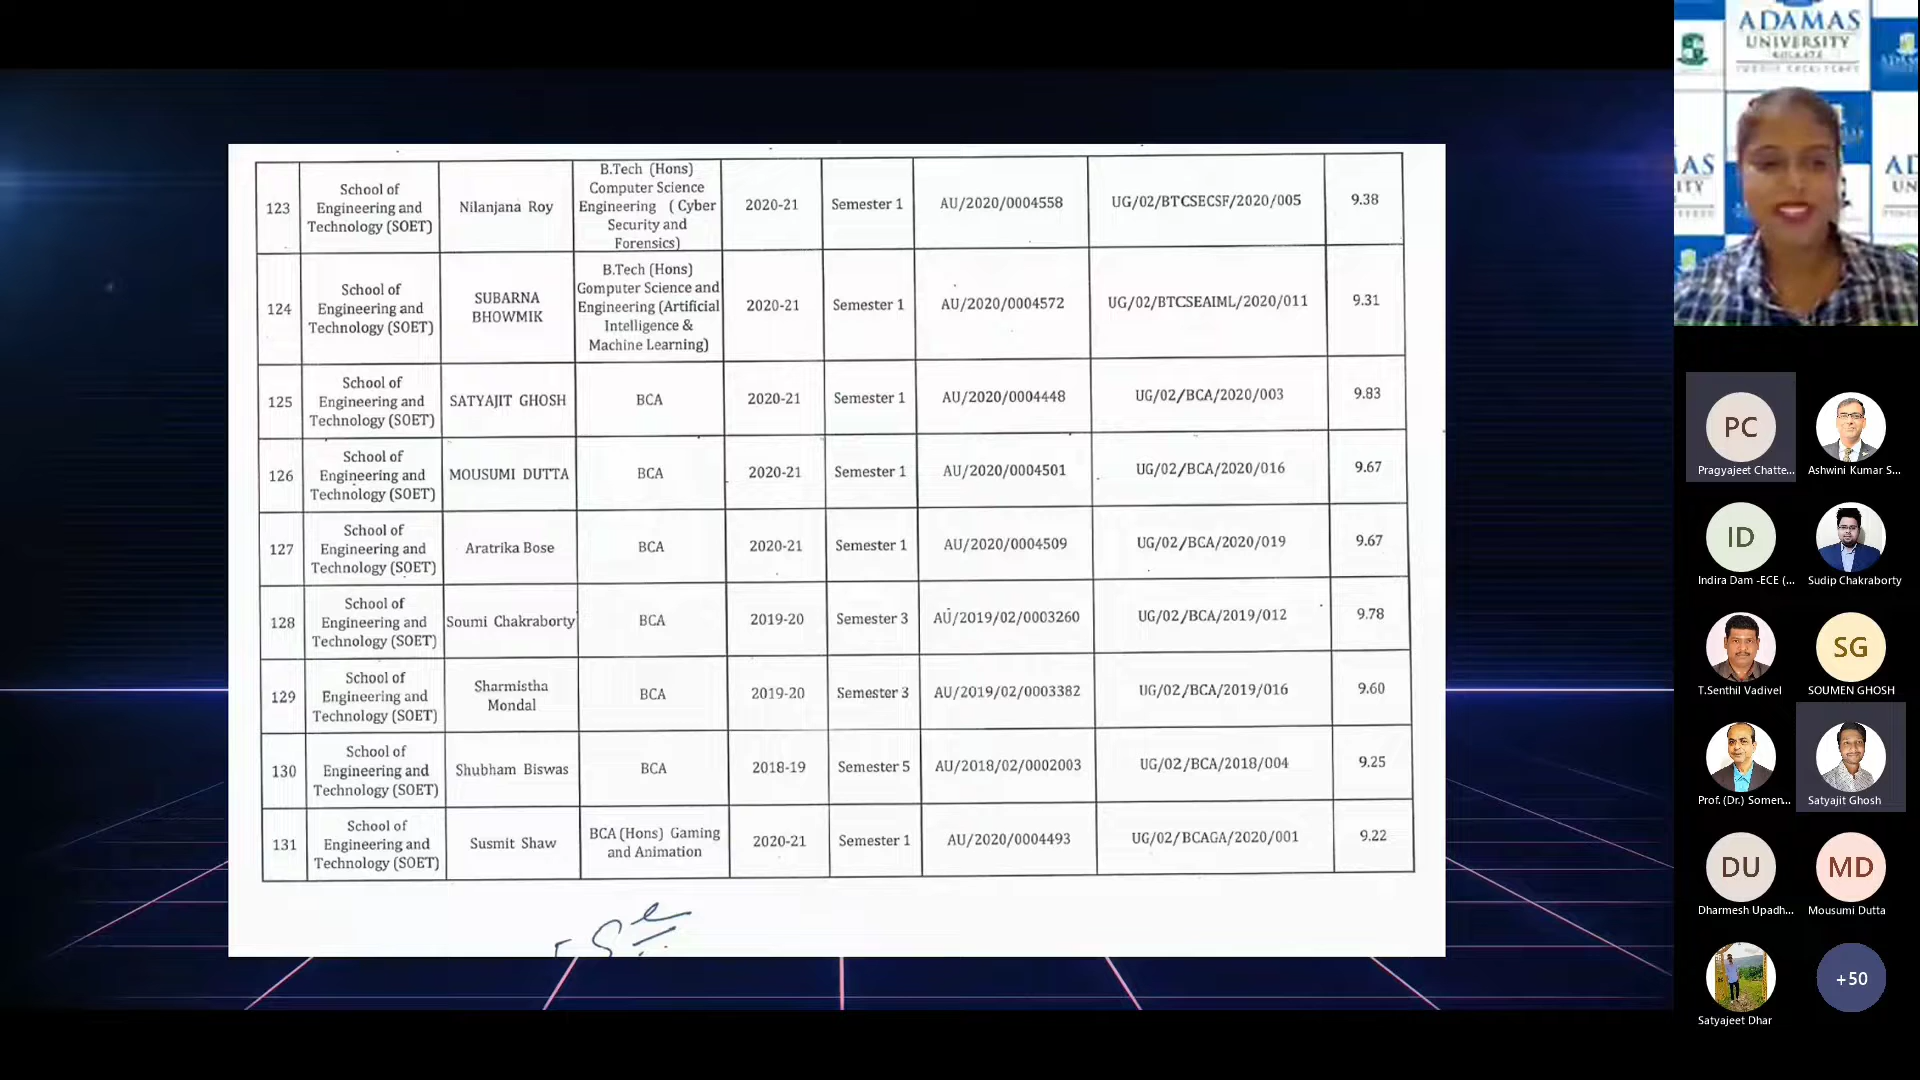 ADAMAS
UNIVERSITY
KOLKATA
ADAMAS
ADAMAS
ITY
UNIVERSITY
123
School of
Engineering and
Technology (SOET)
Nilanjana Roy
B.Tech (Hons)
Computer Science
Engineering ( Cyber
Security and
Forensics)
2020-21
Semester 1
AU/2020/0004558
UG/02/BTCSECSF/2020/005
9.38
124
School of
Engineering and
Technology (SOET)
SUBARNA
BHOWMIK
B.Tech (Hons)
Computer Science and
Engineering (Artificial
Intelligence &
Machine Learning)
2020-21
Semester 1
AU/2020/0004572
UG/02/BTCSEAIML/2020/011
9.31
125
School of
Engineering and
Technology (SOET)
SATYAJIT GHOSH
BCA
2020-21
Semester 1
AU/2020/0004448
UG/02/BCA/2020/003
9.83
126
School of
Engineering and
Technology (SOET)
MOUSUMI DUTTA
BCA
2020-21
Semester 1
AU/2020/0004501
UG/02/BCA/2020/016
9.67
127
School of
Engineering and
Technology (SOET)
Aratrika Bose
BCA
2020-21
Semester 1
AU/2020/0004509
UG/02/BCA/2020/019
9.67
128
School of
Engineering and
Technology (SOET)
Soumi Chakraborty
BCA
2019-20
Semester 3
AU/2019/02/0003260
UG/02/BCA/2019/012
9.78
129
School of
Engineering and
Technology (SOET)
Sharmistha
Mondal
BCA
2019-20
Semester 3
AU/2019/02/0003382
UG/02/BCA/2019/016
9.60
130
School of
Engineering and
Technology (SOET)
Shubham Biswas
BCA
2018-19
Semester 5
AU/2018/02/0002003
UG/02/BCA/2018/004
9.25
131
School of
Engineering and
Technology (SOET)
Susmit Shaw
BCA (Hons) Gaming
and Animation
2020-21
Semester 1
AU/2020/0004493
UG/02/BCAGA/2020/001
9.22
PC
Pragyajeet Chatte...
Ashwini Kumar S...
ID
Indira Dam -ECE (...
Sudip Chakraborty
T.Senthil Vadivel
SG
SOUMEN GHOSH
Prof. (Dr.) Somen...
Satyajit Ghosh
DU
Dharmesh Upadh...
MD
Mousumi Dutta
Satyajeet Dhar
+50